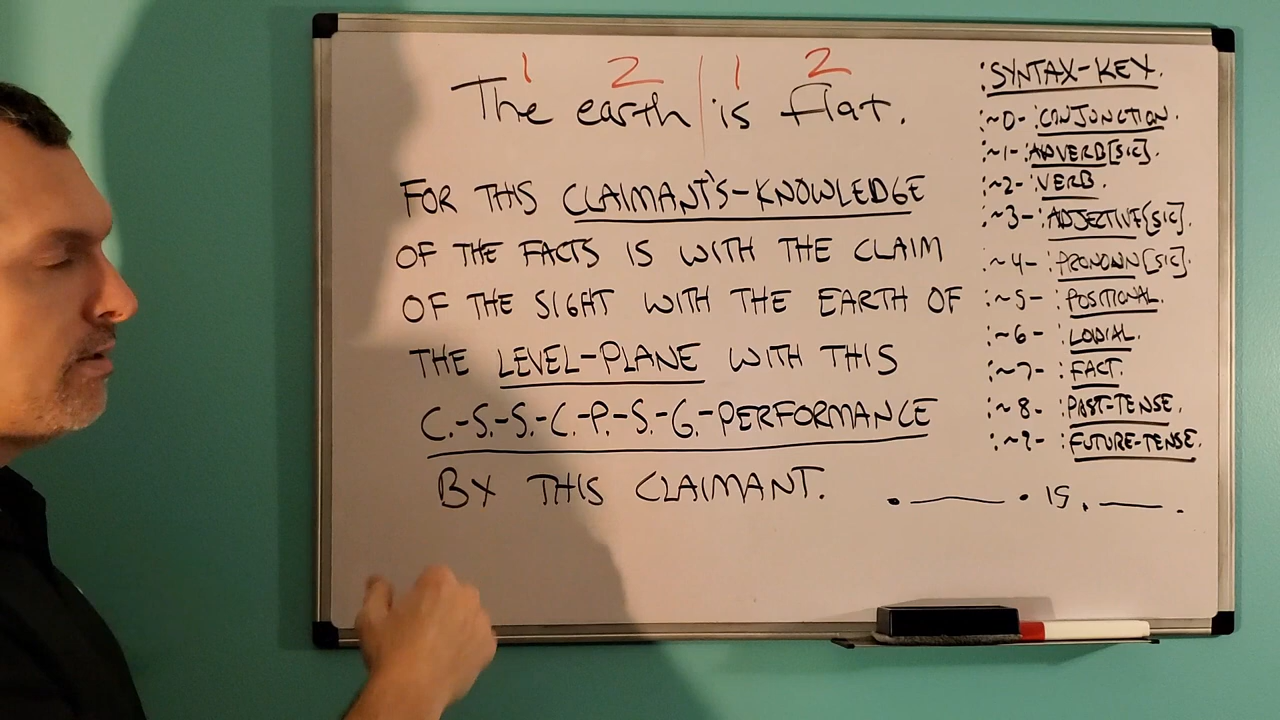 1 2 1 2
The earth is flat.
FOR THIS CLAIMANT'S-KNOWLEDGE
OF THE FACTS IS WITH THE CLAIM
OF THE SIGHT WITH THE EARTH OF
THE LEVEL-PLANE WITH THIS
C.-S.-S.-C.-P.-S.-G.-PERFORMANCE
BY THIS CLAIMANT.
:SYNTAX-KEY.
:~0- :CONJUNCTION.
:~1- :ADVERB[SIC].
:~2- :VERB.
:~3- :ADJECTIVE[SIC].
:~4- :PRONOUN[SIC].
:~5- :POSITIONAL.
:~6- :LODIAL.
:~7- :FACT.
:~8- :PAST-TENSE.
:~9- :FUTURE-TENSE.
IS